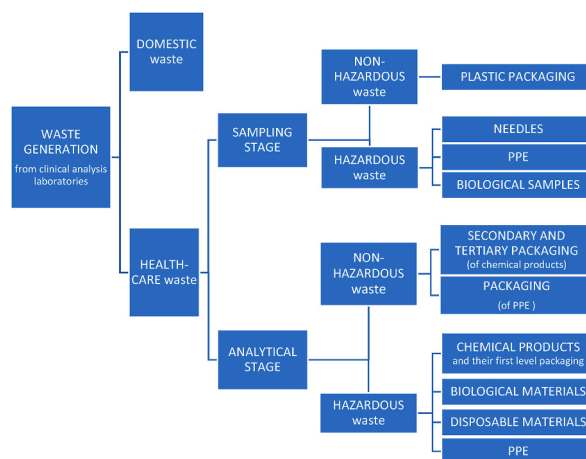 DOMESTIC
waste
WASTE
GENERATION
from clinical analysis
laboratories
HEALTH-
CARE waste
SAMPLING
STAGE
NON-
HAZARDOUS
waste
PLASTIC PACKAGING
HAZARDOUS
waste
NEEDLES
PPE
BIOLOGICAL SAMPLES
ANALYTICAL
STAGE
NON-
HAZARDOUS
waste
SECONDARY AND
TERTIARY PACKAGING
(of chemical products)
PACKAGING
(of PPE )
HAZARDOUS
waste
CHEMICAL PRODUCTS
and their first level packaging
BIOLOGICAL MATERIALS
DISPOSABLE MATERIALS
PPE